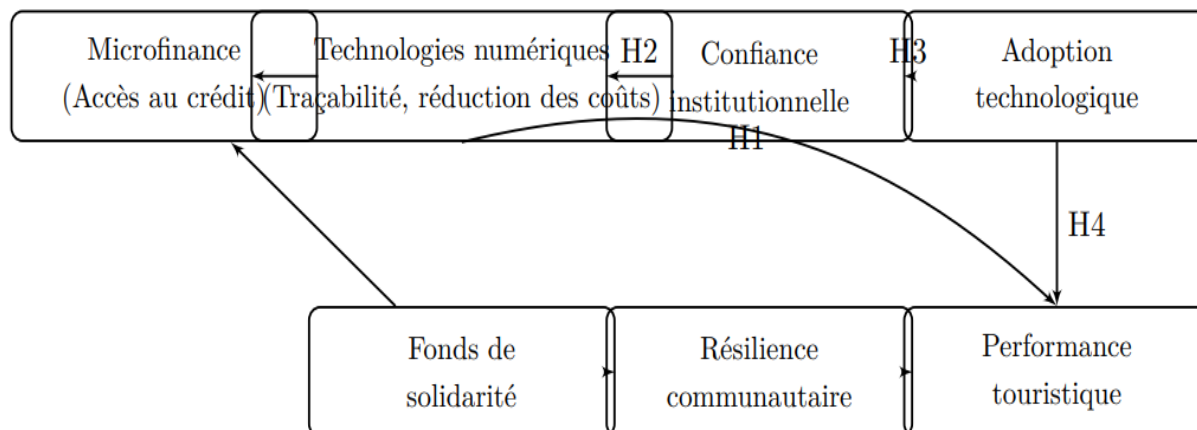 Microfinance
(Accès au crédit)
Technologies numériques
(Traçabilité, réduction des coûts)
H2
Confiance
institutionnelle
H3
Adoption
technologique
H1
H4
Fonds de
solidarité
Résilience
communautaire
Performance
touristique